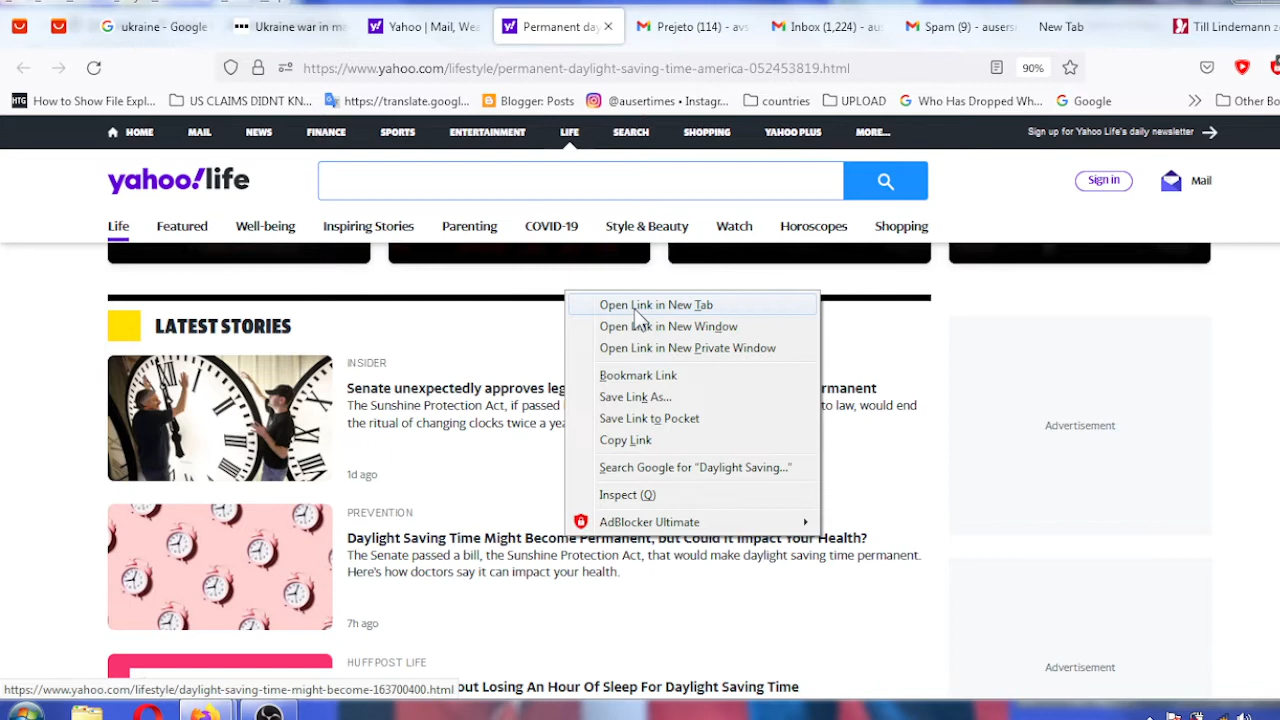 ukraine - Google
Ukraine war in ma
Yahoo | Mail, We
Permanent day
Prejeto (114) - avs
Inbox (1,224) - au
Spam (9) - auser
New Tab
Till Lindemann z
https://www.yahoo.com/lifestyle/permanent-daylight-saving-time-america-052453819.html
90%
How to Show File Expl...
US CLAIMS DIDNT KN...
https://translate.googl...
Blogger: Posts
@ausertimes • Instagr...
countries
UPLOAD
Who Has Dropped Wh...
Google
Other Bo
HOME
MAIL
NEWS
FINANCE
SPORTS
ENTERTAINMENT
LIFE
SEARCH
SHOPPING
YAHOO PLUS
MORE...
Sign up for Yahoo Life's daily newsletter
yahoo!life
Sign in
Mail
Life
Featured
Well-being
Inspiring Stories
Parenting
COVID-19
Style & Beauty
Watch
Horoscopes
Shopping
LATEST STORIES
INSIDER
Senate unexpectedly approves leg
permanent
The Sunshine Protection Act, if passed
to law, would end
the ritual of changing clocks twice a yea
1d ago
Open Link in New Tab
Open Link in New Window
Open Link in New Private Window
Bookmark Link
Save Link As...
Save Link to Pocket
Copy Link
Search Google for "Daylight Saving..."
Inspect (Q)
AdBlocker Ultimate
PREVENTION
Daylight Saving Time Might Become Permanent, but Could it Impact Your Health?
The Senate passed a bill, the Sunshine Protection Act, that would make daylight saving time permanent.
Here's how doctors say it can impact your health.
7h ago
HUFFPOST LIFE
out Losing An Hour Of Sleep For Daylight Saving Time
Advertisement
Advertisement
https://www.yahoo.com/lifestyle/daylight-saving-time-might-become-163700400.html